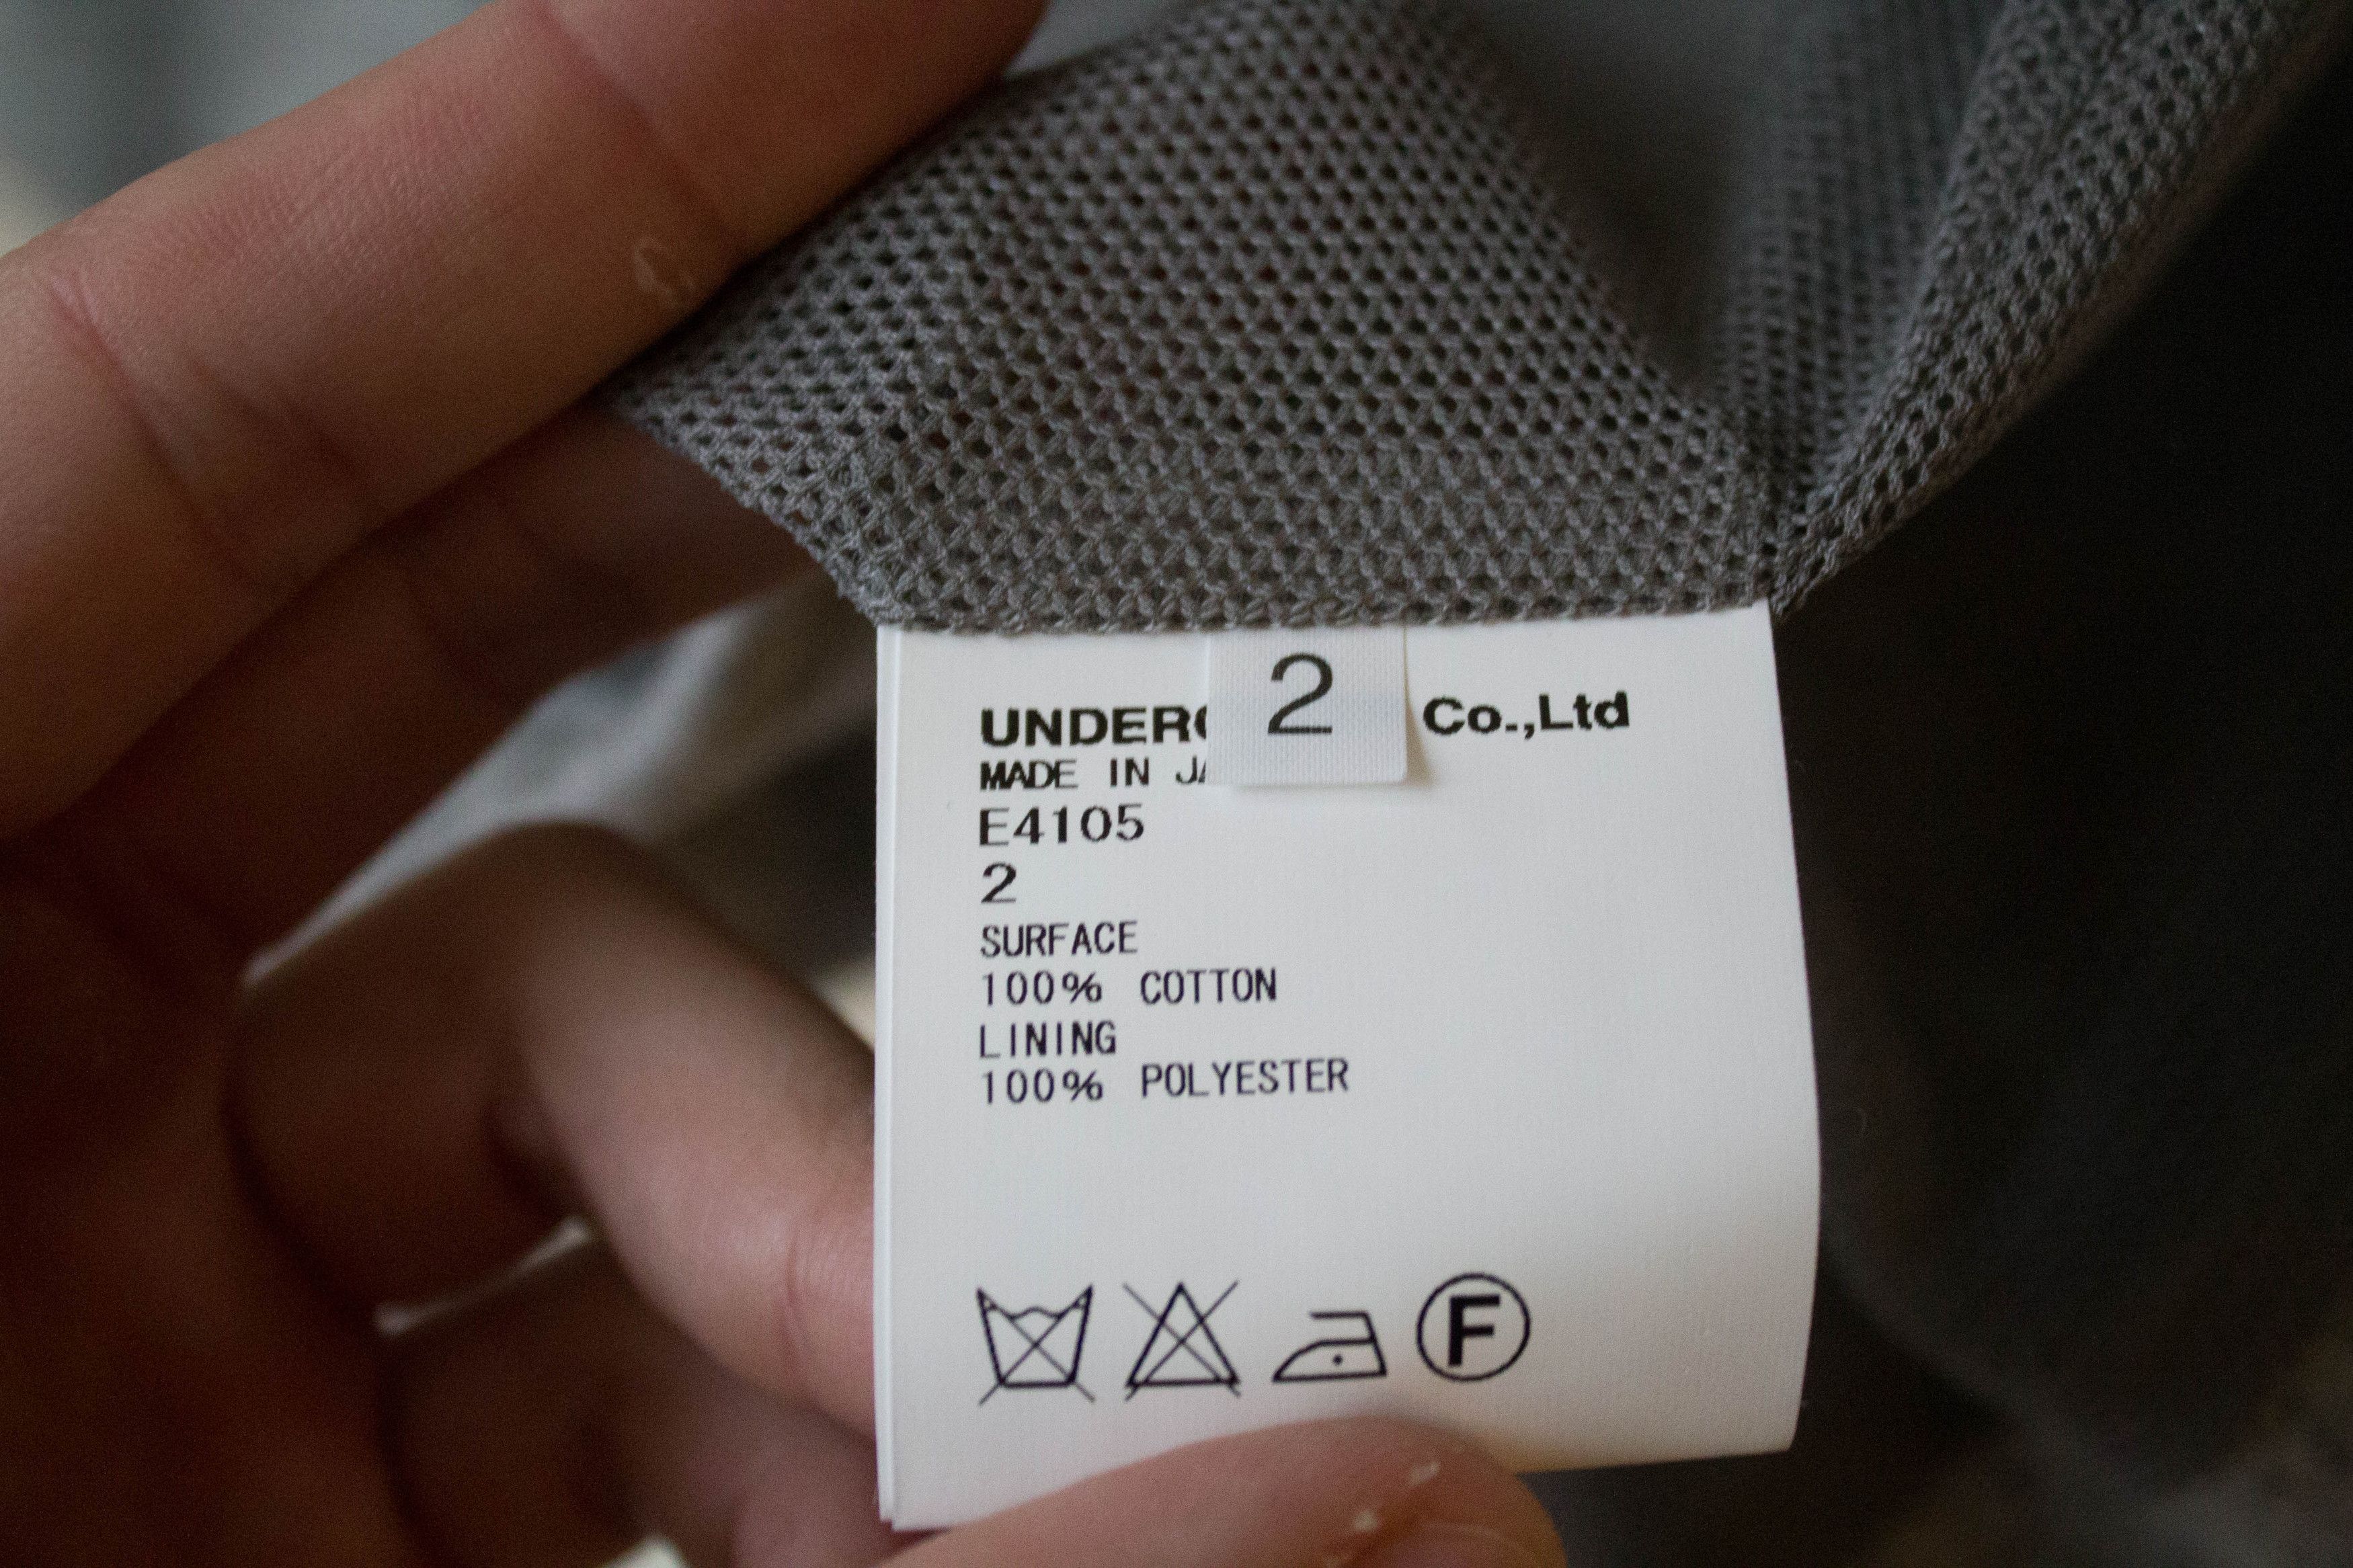 2
UNDERC Co.,Ltd
MADE IN JA
E4105
2
SURFACE
100% COTTON
LINING
100% POLYESTER
F